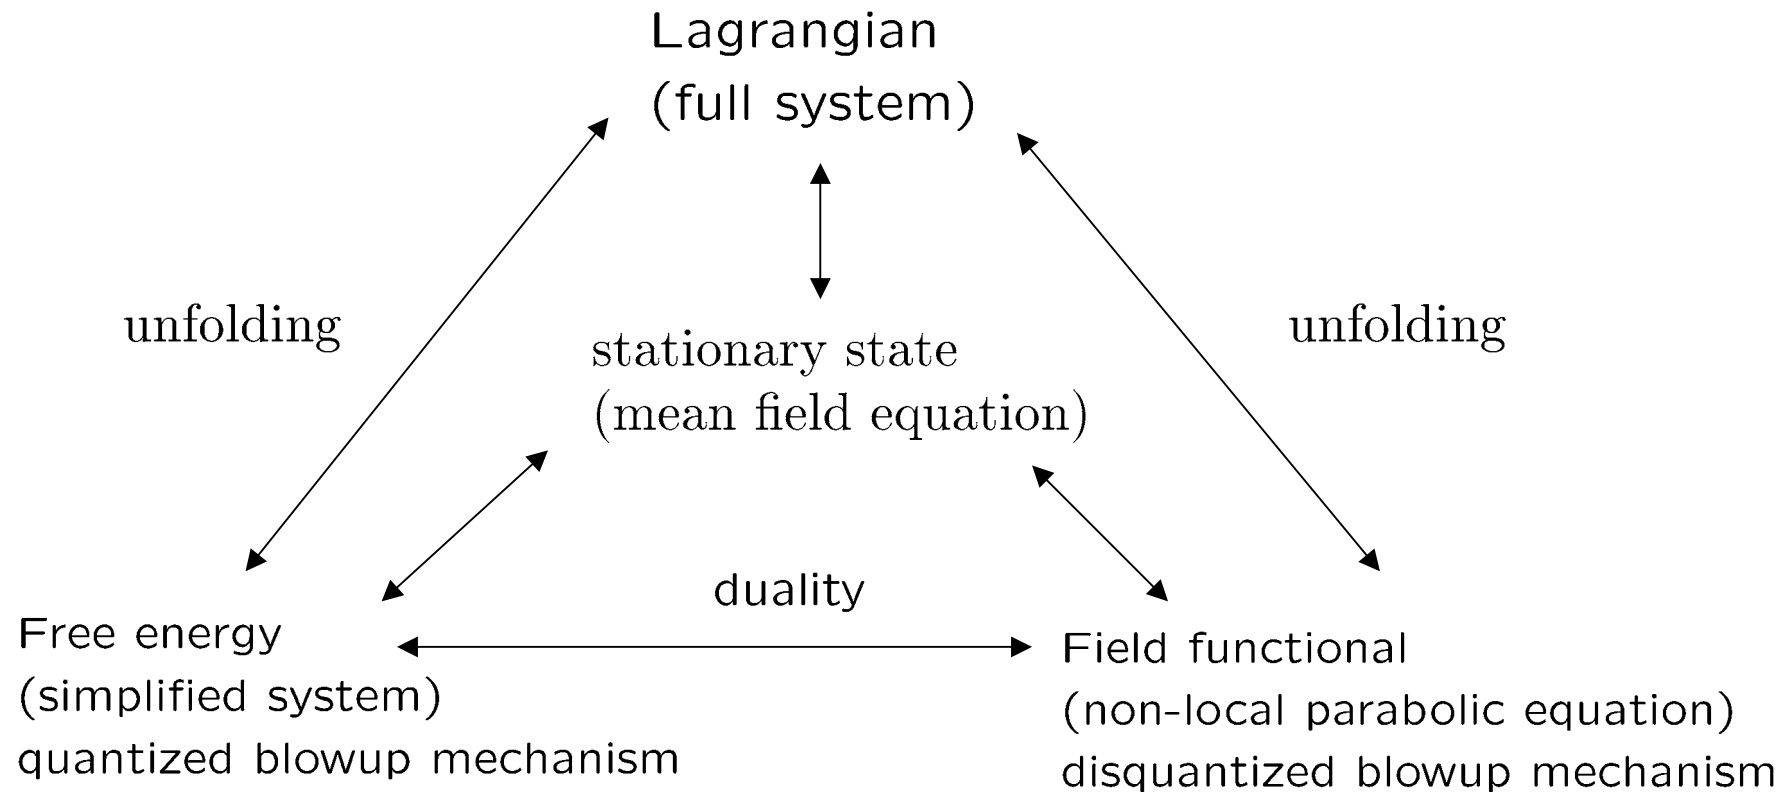 Lagrangian
(full system)
unfolding
unfolding
stationary state
(mean field equation)
duality
Free energy
(simplified system)
quantized blowup mechanism
Field functional
(non-local parabolic equation)
disquantized blowup mechanism